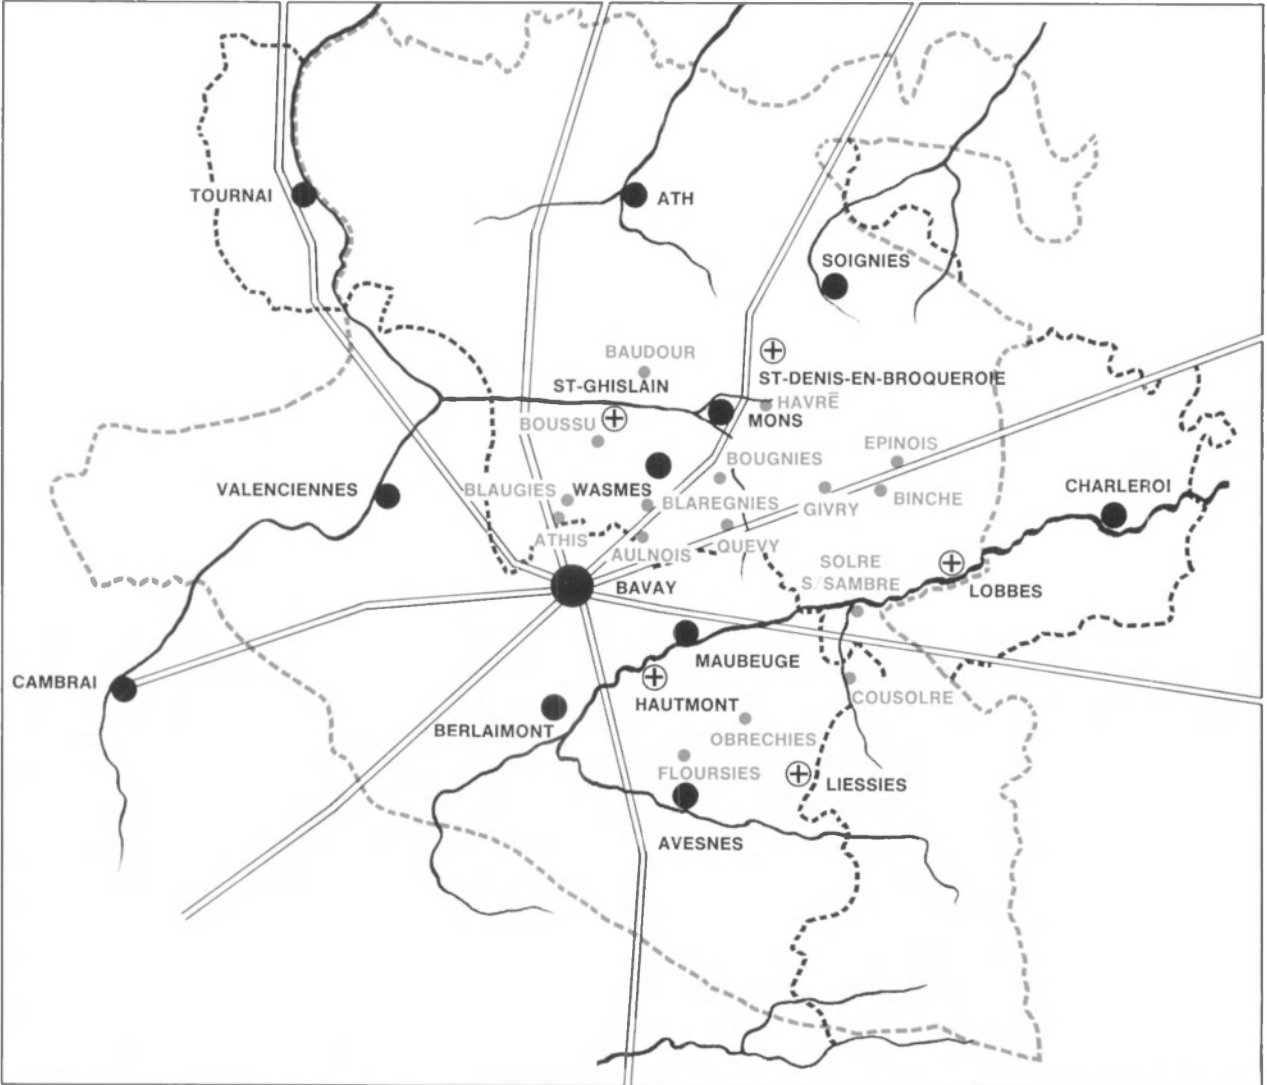 TOURNAI
ATH
SOIGNIES
BAUDOUR
ST-GHISLAIN
ST-DENIS-EN-BROQUEROIE
HAVRĒ
BOUSSU
MONS
EPINOIS
BOUGNIES
VALENCIENNES
BLAUGIES
WASMES
BLAREGNIES
GIVRY
BINCHE
CHARLEROI
ATHIS
AULNOIS
QUEVY
SOLRE
S/SAMBRE
BAVAY
LOBBES
MAUBEUGE
CAMBRAI
HAUTMONT
COUSOLRE
BERLAIMONT
OBRECHIES
FLOURSIES
LIESSIES
AVESNES